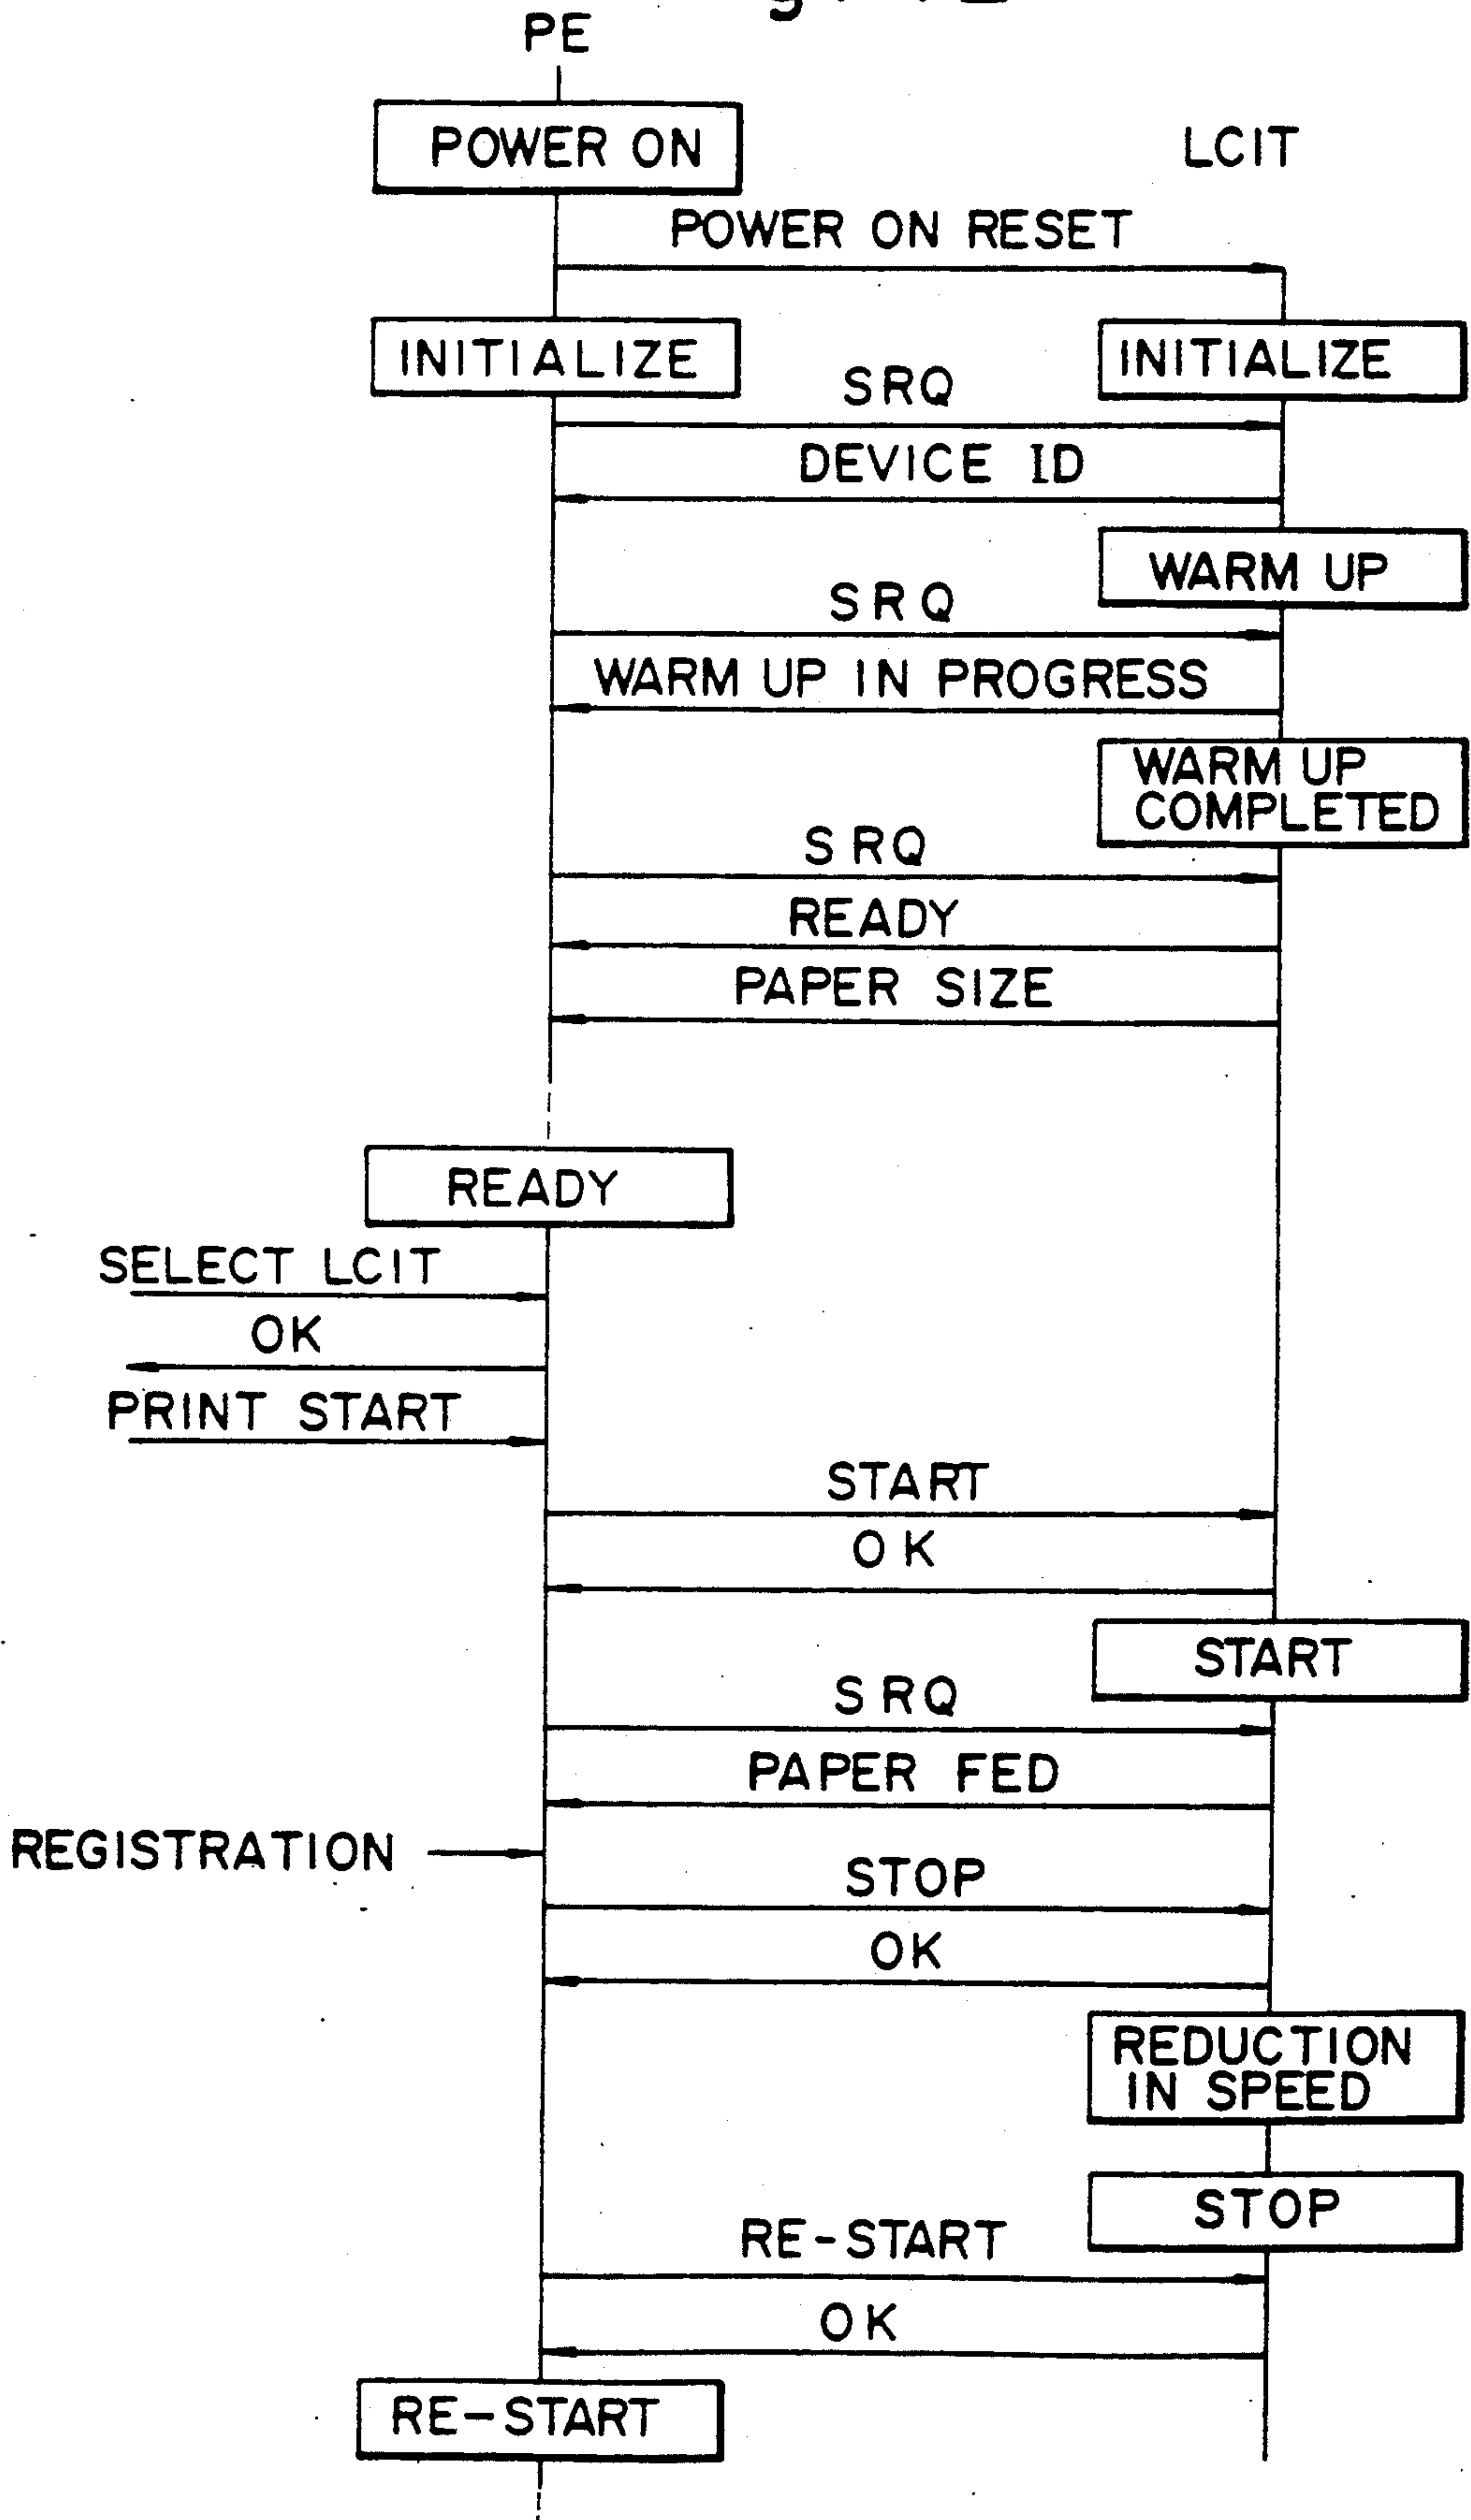 PE
POWER ON
LCIT
POWER ON RESET
INITIALIZE
INITIALIZE
SRQ
DEVICE ID
WARM UP
SRQ
WARM UP IN PROGRESS
WARM UP
COMPLETED
SRQ
READY
PAPER SIZE
READY
SELECT LCIT
OK
PRINT START
START
OK
START
SRQ
PAPER FED
REGISTRATION
STOP
OK
REDUCTION
IN SPEED
STOP
RE-START
OK
RE-START